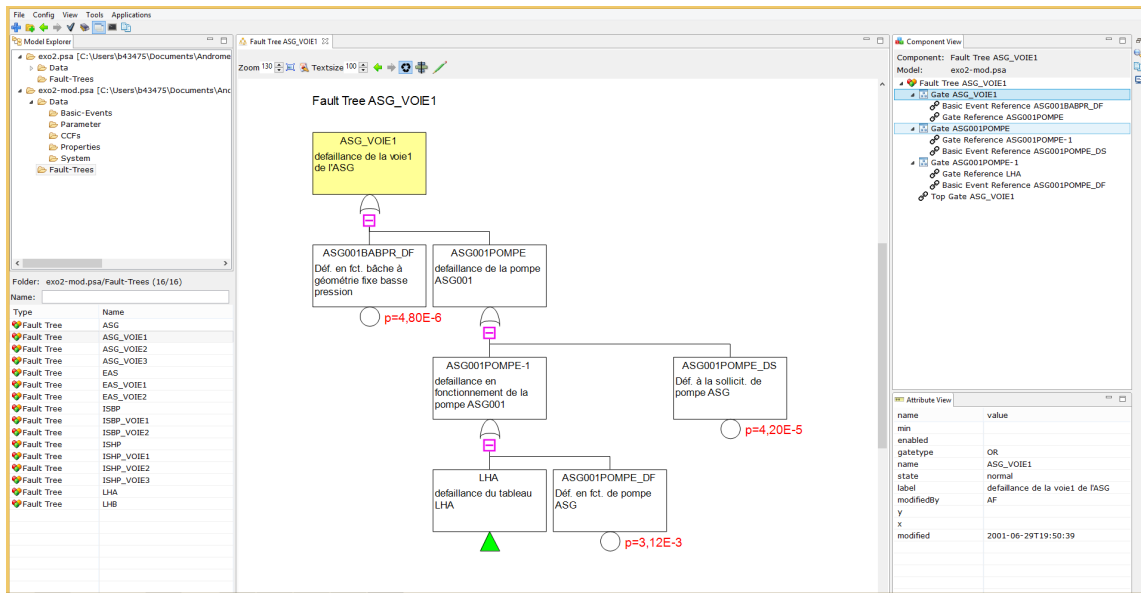 File Config View Tools Applications
Model Explorer
exo2.psa [C:\Users\b43475\Documents\Androme
Data
Fault-Trees
exo2-mod.psa [C:\Users\b43475\Documents\Anc
Data
Basic-Events
Parameter
CCFs
Properties
System
Fault-Trees
Folder: exo2-mod.psa/Fault-Trees (16/16)
Name:
Type Name
Fault Tree ASG
Fault Tree ASG_VOIE1
Fault Tree ASG_VOIE2
Fault Tree ASG_VOIE3
Fault Tree EAS
Fault Tree EAS_VOIE1
Fault Tree EAS_VOIE2
Fault Tree ISBP
Fault Tree ISBP_VOIE1
Fault Tree ISBP_VOIE2
Fault Tree ISHP
Fault Tree ISHP_VOIE1
Fault Tree ISHP_VOIE2
Fault Tree ISHP_VOIE3
Fault Tree LHA
Fault Tree LHB
Fault Tree ASG_VOIE1
Zoom 130 Textsize 100
Fault Tree ASG_VOIE1
ASG_VOIE1
defaillance de la voie1
de l'ASG
ASG001BABPR_DF
Déf. en fct. bâche à
géométrie fixe basse
pression
p=4,80E-6
ASG001POMPE
defaillance de la pompe
ASG001
ASG001POMPE-1
defaillance en
fonctionnement de la
pompe ASG001
ASG001POMPE_DS
Déf. à la sollicit. de
pompe ASG
p=4,20E-5
LHA
defaillance du tableau
LHA
ASG001POMPE_DF
Déf. en fct. de pompe
ASG
p=3,12E-3
Component View
Component: Fault Tree ASG_VOIE1
Model: exo2-mod.psa
Fault Tree ASG_VOIE1
Gate ASG_VOIE1
Basic Event Reference ASG001BABPR_DF
Gate Reference ASG001POMPE
Gate ASG001POMPE
Gate Reference ASG001POMPE-1
Basic Event Reference ASG001POMPE_DS
Gate ASG001POMPE-1
Gate Reference LHA
Basic Event Reference ASG001POMPE_DF
Top Gate ASG_VOIE1
Attribute View
name value
min
enabled
gatetype OR
name ASG_VOIE1
state normal
label defaillance de la voie1 de l'ASG
modifiedBy AF
y
x
modified 2001-06-29T19:50:39